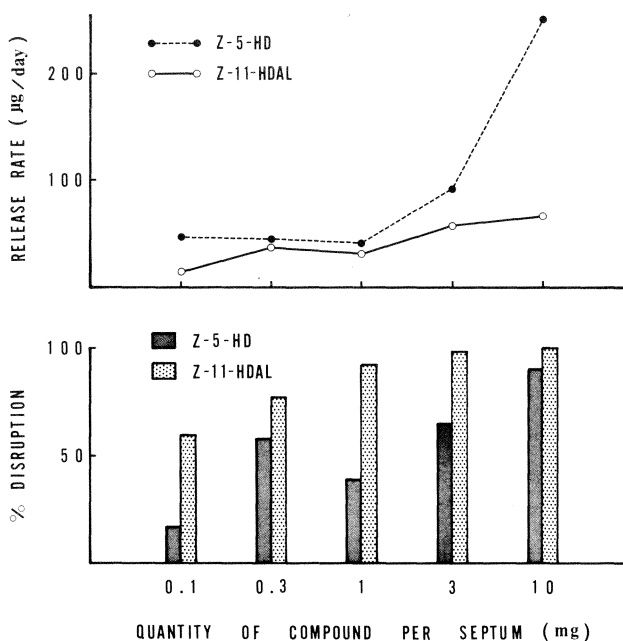 RELEASE RATE (µg/day)
200
100
Z-5-HD
Z-11-HDAL
% DISRUPTION
100
50
Z-5-HD
Z-11-HDAL
0.1 0.3 1 3 10
QUANTITY OF COMPOUND PER SEPTUM (mg)